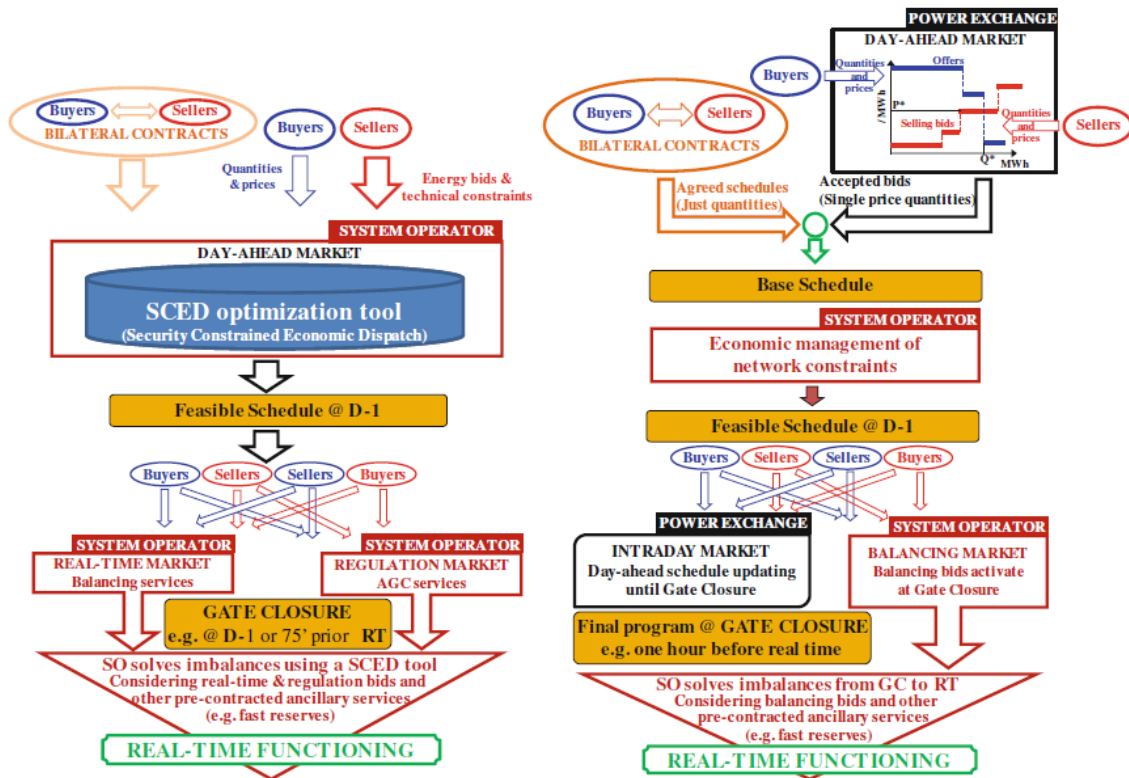 Buyers
Sellers
BILATERAL CONTRACTS
Buyers
Sellers
Quantities
& prices
Energy bids &
technical constraints
SYSTEM OPERATOR
DAY-AHEAD MARKET
SCED optimization tool
(Security Constrained Economic Dispatch)
Feasible Schedule @ D-1
Buyers
Sellers
Sellers
Buyers
SYSTEM OPERATOR
REAL-TIME MARKET
Balancing services
SYSTEM OPERATOR
REGULATION MARKET
AGC services
GATE CLOSURE
e.g. @ D-1 or 75’ prior RT
SO solves imbalances using a SCED tool
Considering real-time & regulation bids and
other pre-contracted ancillary services
(e.g. fast reserves)
REAL-TIME FUNCTIONING
POWER EXCHANGE
DAY-AHEAD MARKET
Buyers
Quantities
and
prices
Offers
/ MWh
P*
Selling bids
Quantities
and
prices
Sellers
Q*
MWh
Buyers
Sellers
BILATERAL CONTRACTS
Agreed schedules
(Just quantities)
Accepted bids
(Single price quantities)
Base Schedule
SYSTEM OPERATOR
Economic management of
network constraints
Feasible Schedule @ D-1
Buyers
Sellers
Sellers
Buyers
POWER EXCHANGE
INTRADAY MARKET
Day-ahead schedule updating
until Gate Closure
SYSTEM OPERATOR
BALANCING MARKET
Balancing bids activate
at Gate Closure
Final program @ GATE CLOSURE
e.g. one hour before real time
SO solves imbalances from GC to RT
Considering balancing bids and other
pre-contracted ancillary services
(e.g. fast reserves)
REAL-TIME FUNCTIONING